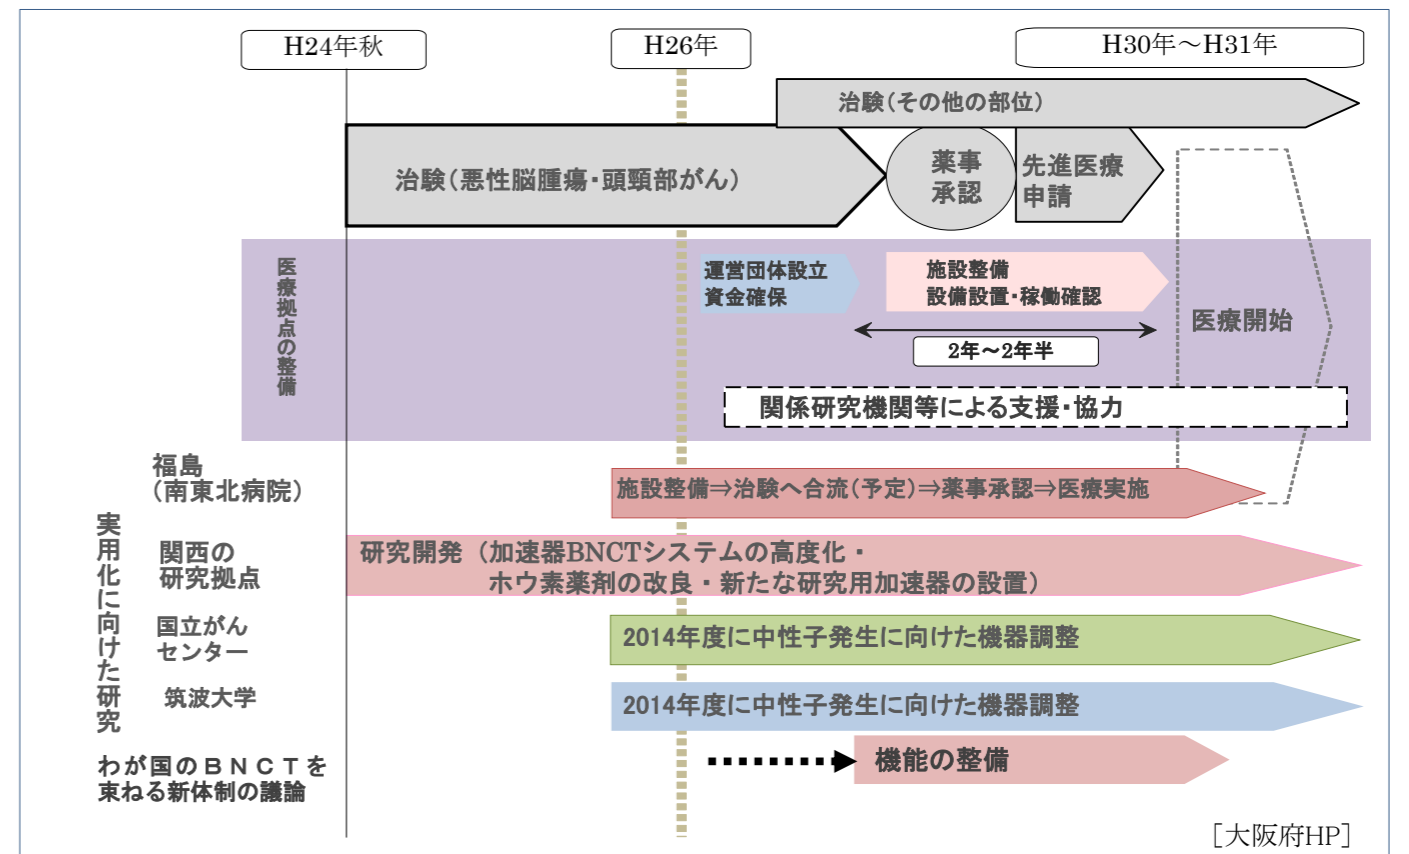 H24年秋
H26年
H30年～H31年
治験（その他の部位）
治験（悪性脳腫瘍・頭頸部がん）
薬事
承認
先進医療
申請
医療拠点の整備
運営団体設立
資金確保
施設整備
設備設置・稼働確認
2年～2年半
医療開始
関係研究機関等による支援・協力
実用化に向けた研究
福島
（南東北病院）
施設整備⇒治験へ合流（予定）⇒薬事承認⇒医療実施
関西の
研究拠点
研究開発（加速器BNCTシステムの高度化・
ホウ素薬剤の改良・新たな研究用加速器の設置）
国立がん
センター
2014年度に中性子発生に向けた機器調整
筑波大学
2014年度に中性子発生に向けた機器調整
わが国のＢＮＣＴを
束ねる新体制の議論
機能の整備
［大阪府HP］